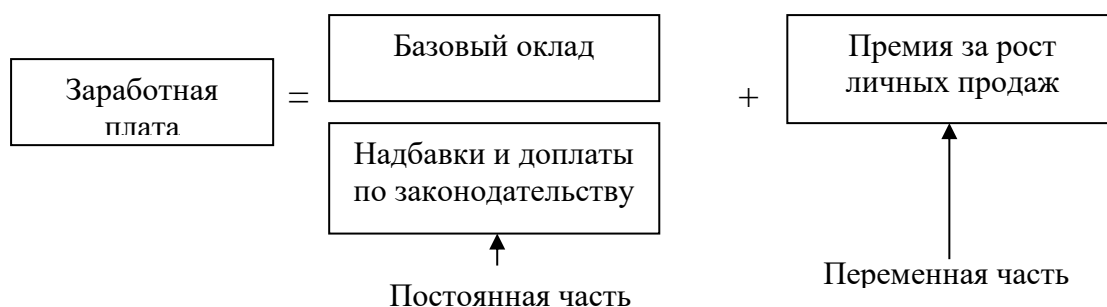 Заработная
плата
=
Базовый оклад
Надбавки и доплаты
по законодательству
+
Премия за рост
личных продаж
Постоянная часть
Переменная часть